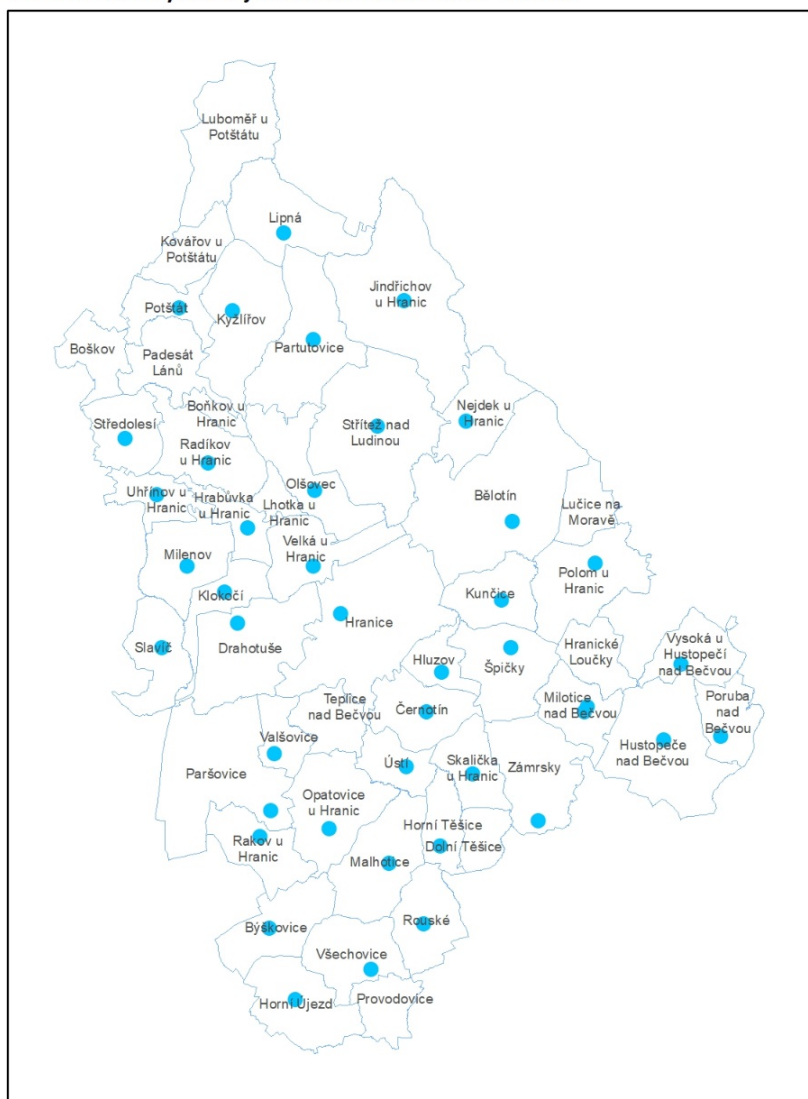 Luboměř u
Potštátu
Lipná
Kovářov u
Potštátu
Jindřichov
u Hranic
Potštát
Kyžlířov
Partutovice
Boškov
Padesát
Lánů
Boňkov u
Hranic
Nejdek u
Hranic
Středolesí
Střítež nad
Ludinou
Radíkov
u Hranic
Olšovec
Uhřínov u
Hranic
Hrabůvka
u Hranic
Lhotka u
Hranic
Bělotín
Lučice na
Moravě
Velká u
Hranic
Milenov
Polom u
Hranic
Klokočí
Kunčice
Hranice
Slavíč
Drahotuše
Hluzov
Špičky
Hranické
Loučky
Vysoká u
Hustopečí
nad Bečvou
Teplice
nad Bečvou
Černotín
Milotice
nad Bečvou
Poruba
nad
Bečvou
Valšovice
Hustopeče
nad Bečvou
Paršovice
Ústí
Skalička
u Hranic
Zámrsky
Opatovice
u Hranic
Horní Těšice
Rakov u
Hranic
Dolní Těšice
Malhotice
Býškovice
Rouské
Všechovice
Horní Újezd
Provodovice